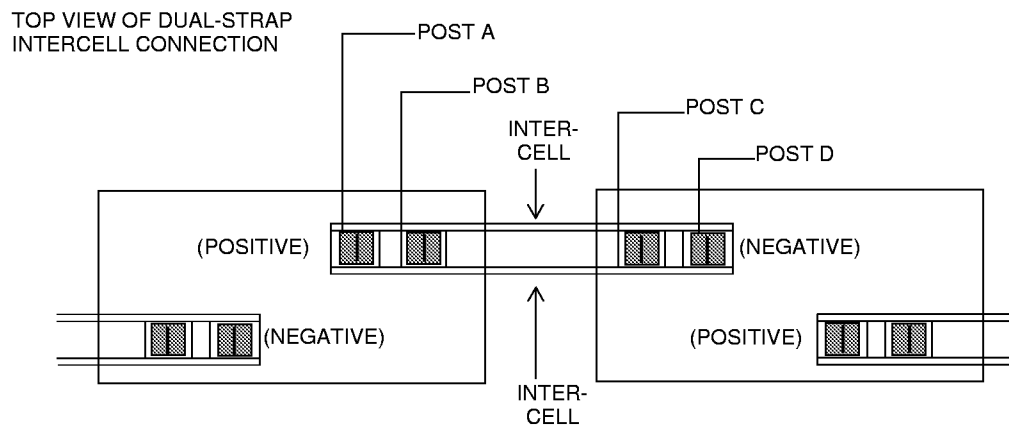 TOP VIEW OF DUAL-STRAP
INTERCELL CONNECTION
POST A
POST B
POST C
INTER-
CELL
POST D
(POSITIVE)
(NEGATIVE)
(NEGATIVE)
(POSITIVE)
INTER-
CELL